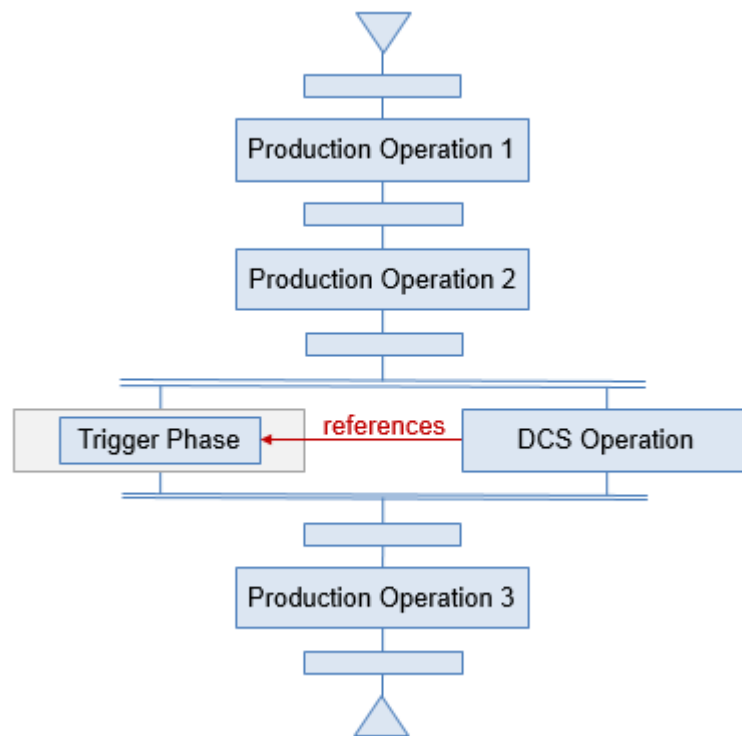 Production Operation 1
Production Operation 2
Trigger Phase
references
DCS Operation
Production Operation 3